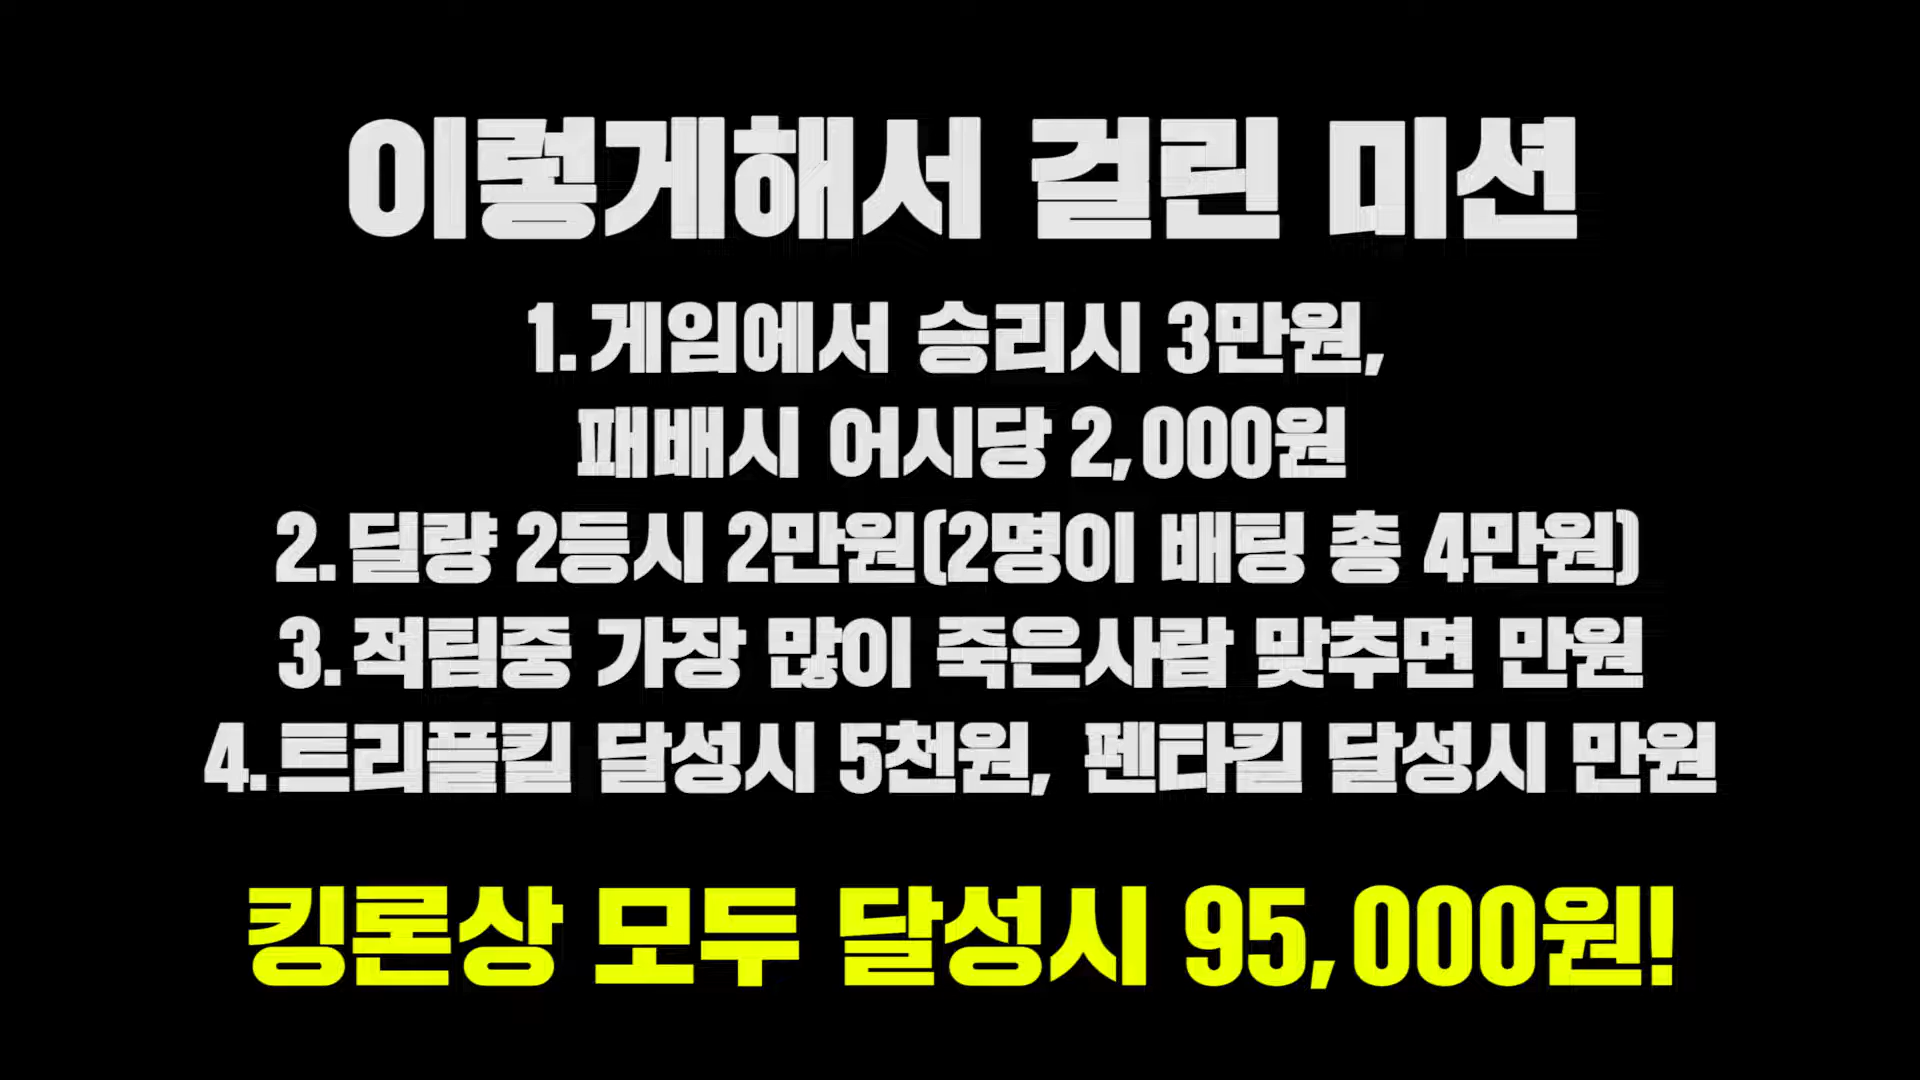 이렇게해서 걸린 미션
1. 게임에서 승리시 3만원,
패배시 어시당 2,000원
2. 딜량 2등시 2만원(2명이 배팅 총 4만원)
3. 적팀중 가장 많이 죽은사람 맞추면 만원
4. 트리플킬 달성시 5천원, 펜타킬 달성시 만원
킹론상 모두 달성시 95,000원!